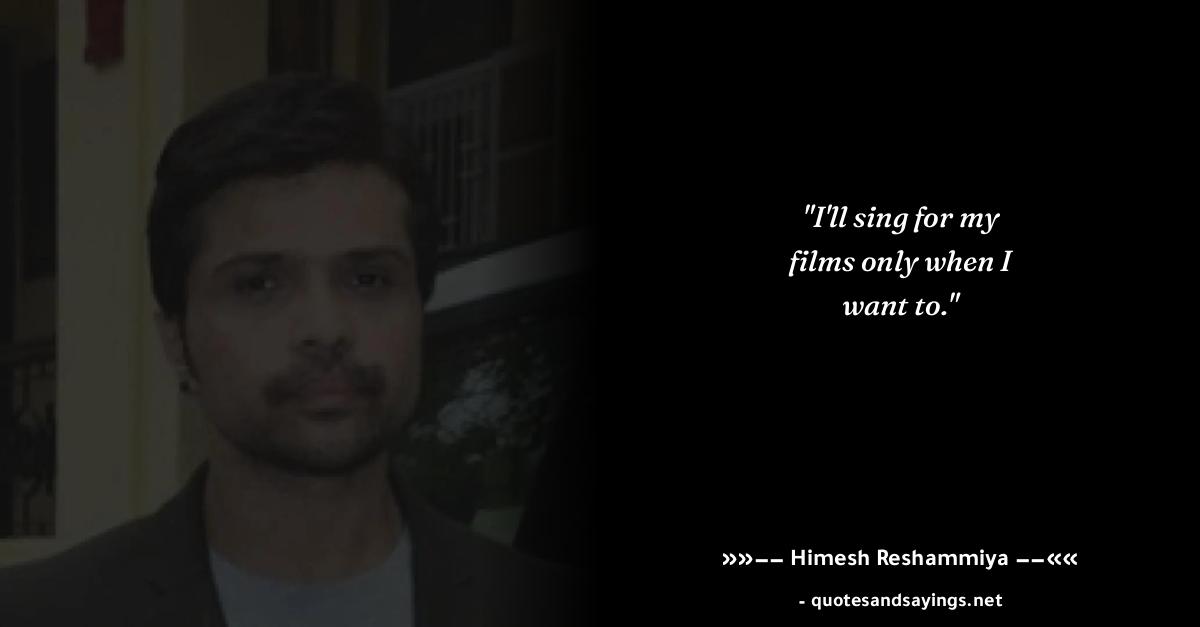 "I'll sing for my
films only when I
want to."
»»–– Himesh Reshammiya ––««
- quotesandsayings.net